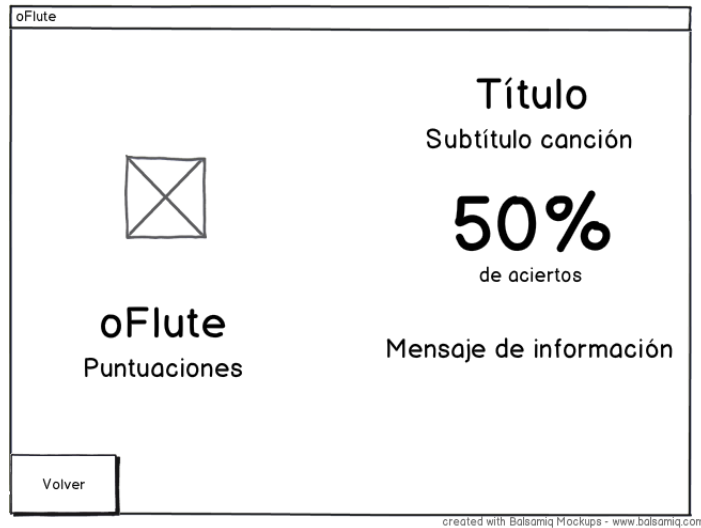 oFlute
Título
Subtítulo canción
50%
de aciertos
oFlute
Puntuaciones
Mensaje de información
Volver
created with Balsamiq Mockups - www.balsamiq.com